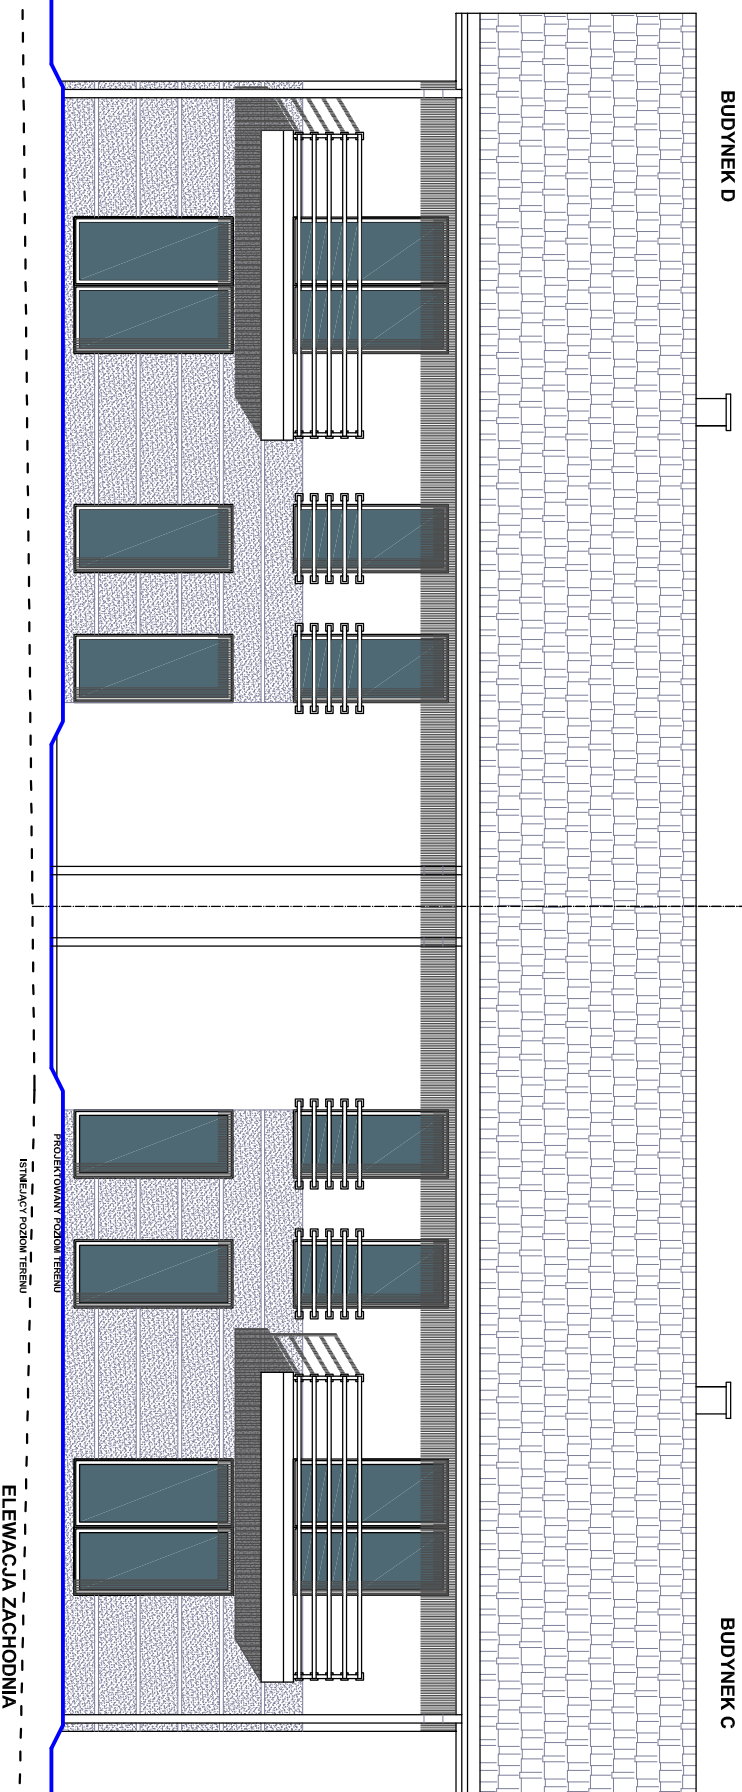 BUDYNEK D
BUDYNEK C
PROJEKTOWANY POZIOM TERENU
ISTNIEJĄCY POZIOM TERENU
ELEWACJA ZACHODNIA